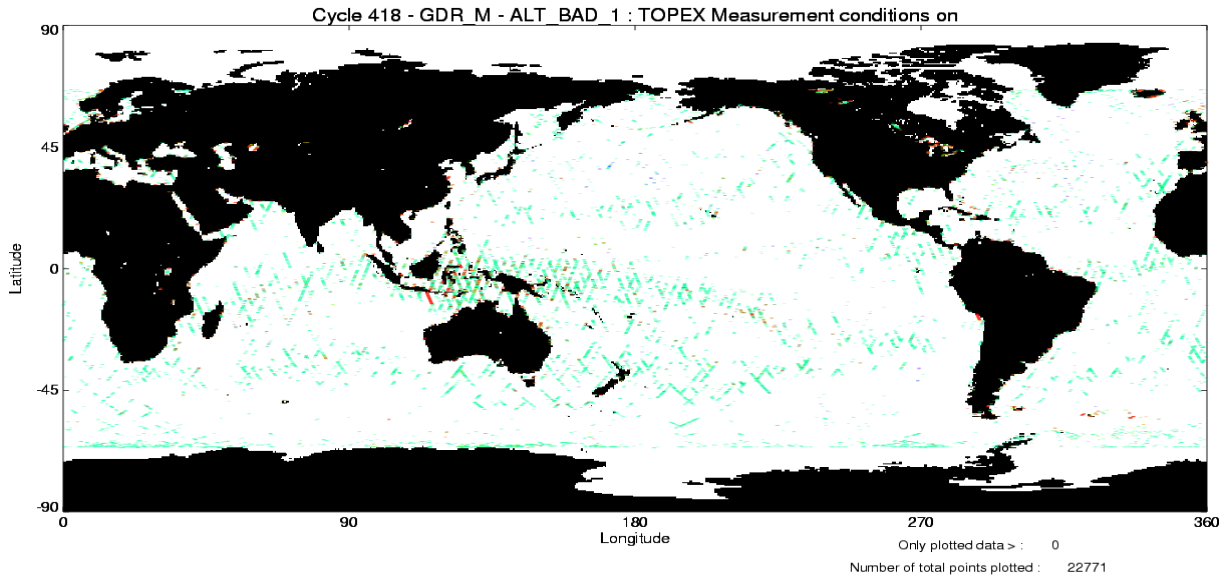 Cycle 418 - GDR_M - ALT_BAD_1 : TOPEX Measurement conditions on
90
45
Latitude
0
-45
-90
0 90 180 270 360
Longitude
Only plotted data > : 0
Number of total points plotted : 22771